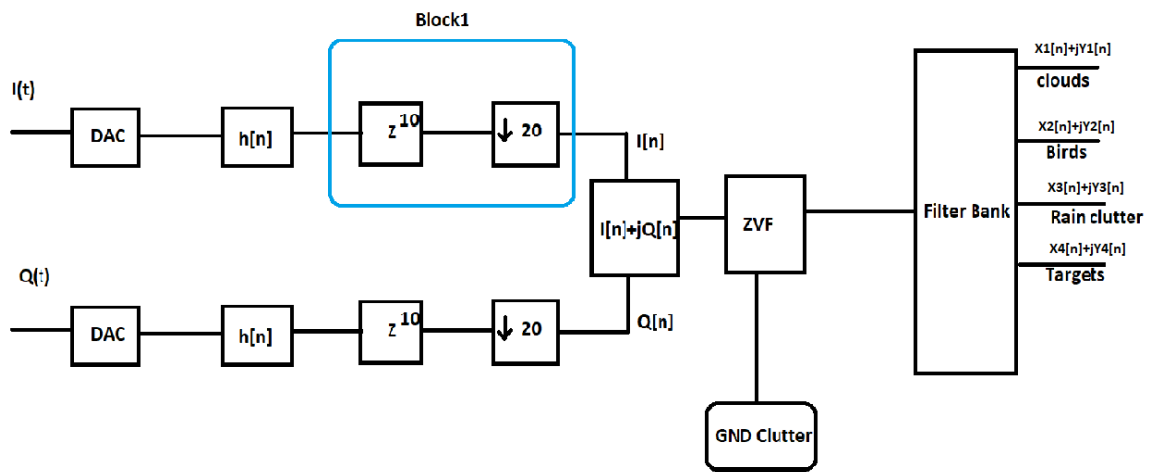 Block1
I(t)
DAC
h[n]
z^10
↓ 20
I[n]
I[n]+jQ[n]
ZVF
GND Clutter
Filter Bank
X1[n]+jY1[n]
clouds
X2[n]+jY2[n]
Birds
X3[n]+jY3[n]
Rain clutter
X4[n]+jY4[n]
Targets
Q(t)
DAC
h[n]
z^10
↓ 20
Q[n]